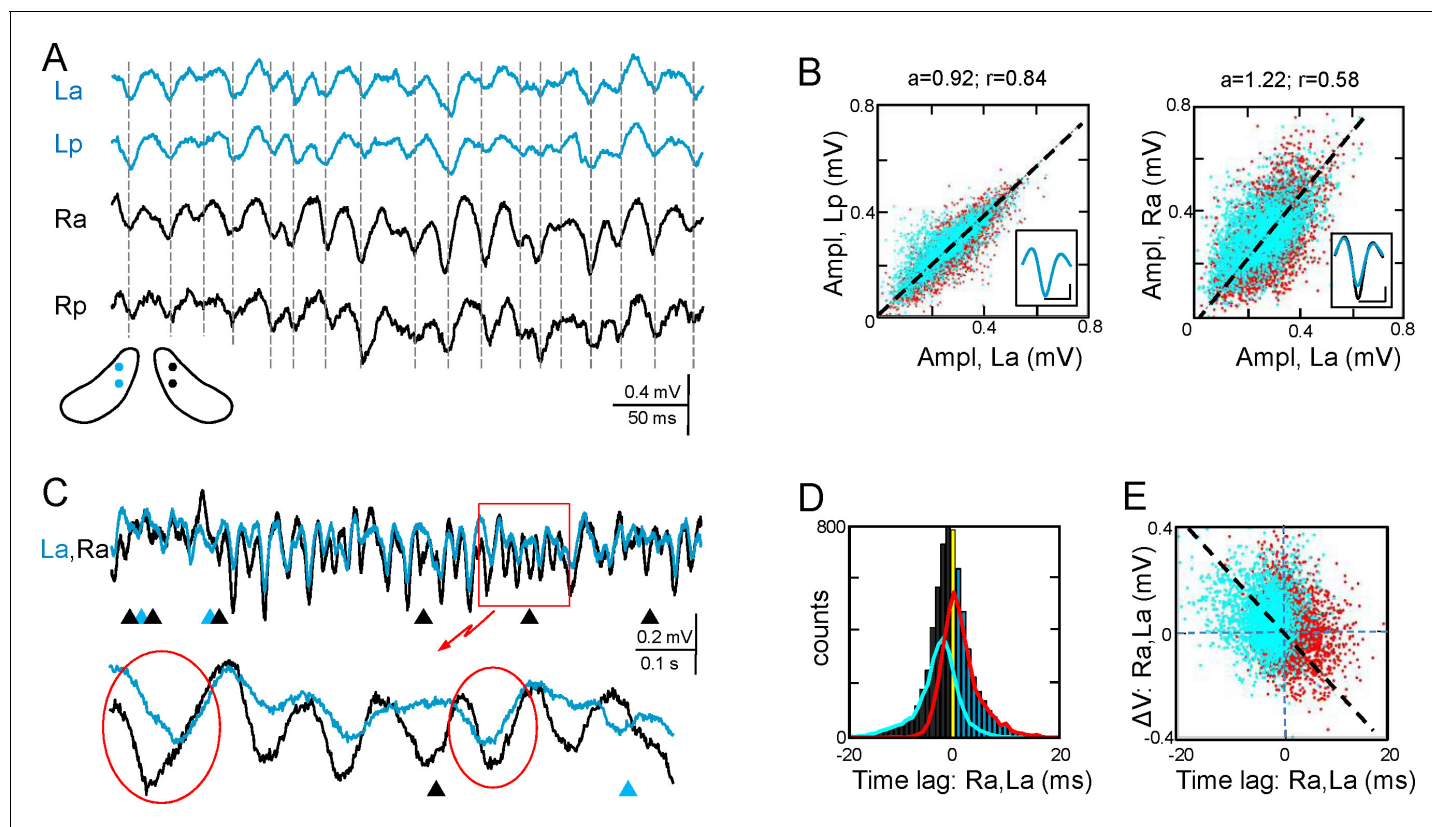 A
La
Lp
Ra
Rp
0.4 mV
50 ms
B
a=0.92; r=0.84
0.8
0.4
0
0.4
0.8
Ampl, Lp (mV)
Ampl, La (mV)
a=1.22; r=0.58
0.8
0.4
0
0.4
0.8
Ampl, Ra (mV)
Ampl, La (mV)
C
La,Ra
0.2 mV
0.1 s
D
800
counts
0
-20
0
20
Time lag: Ra,La (ms)
E
0.4
0
-0.4
ΔV: Ra,La (mV)
-20
0
20
Time lag: Ra,La (ms)